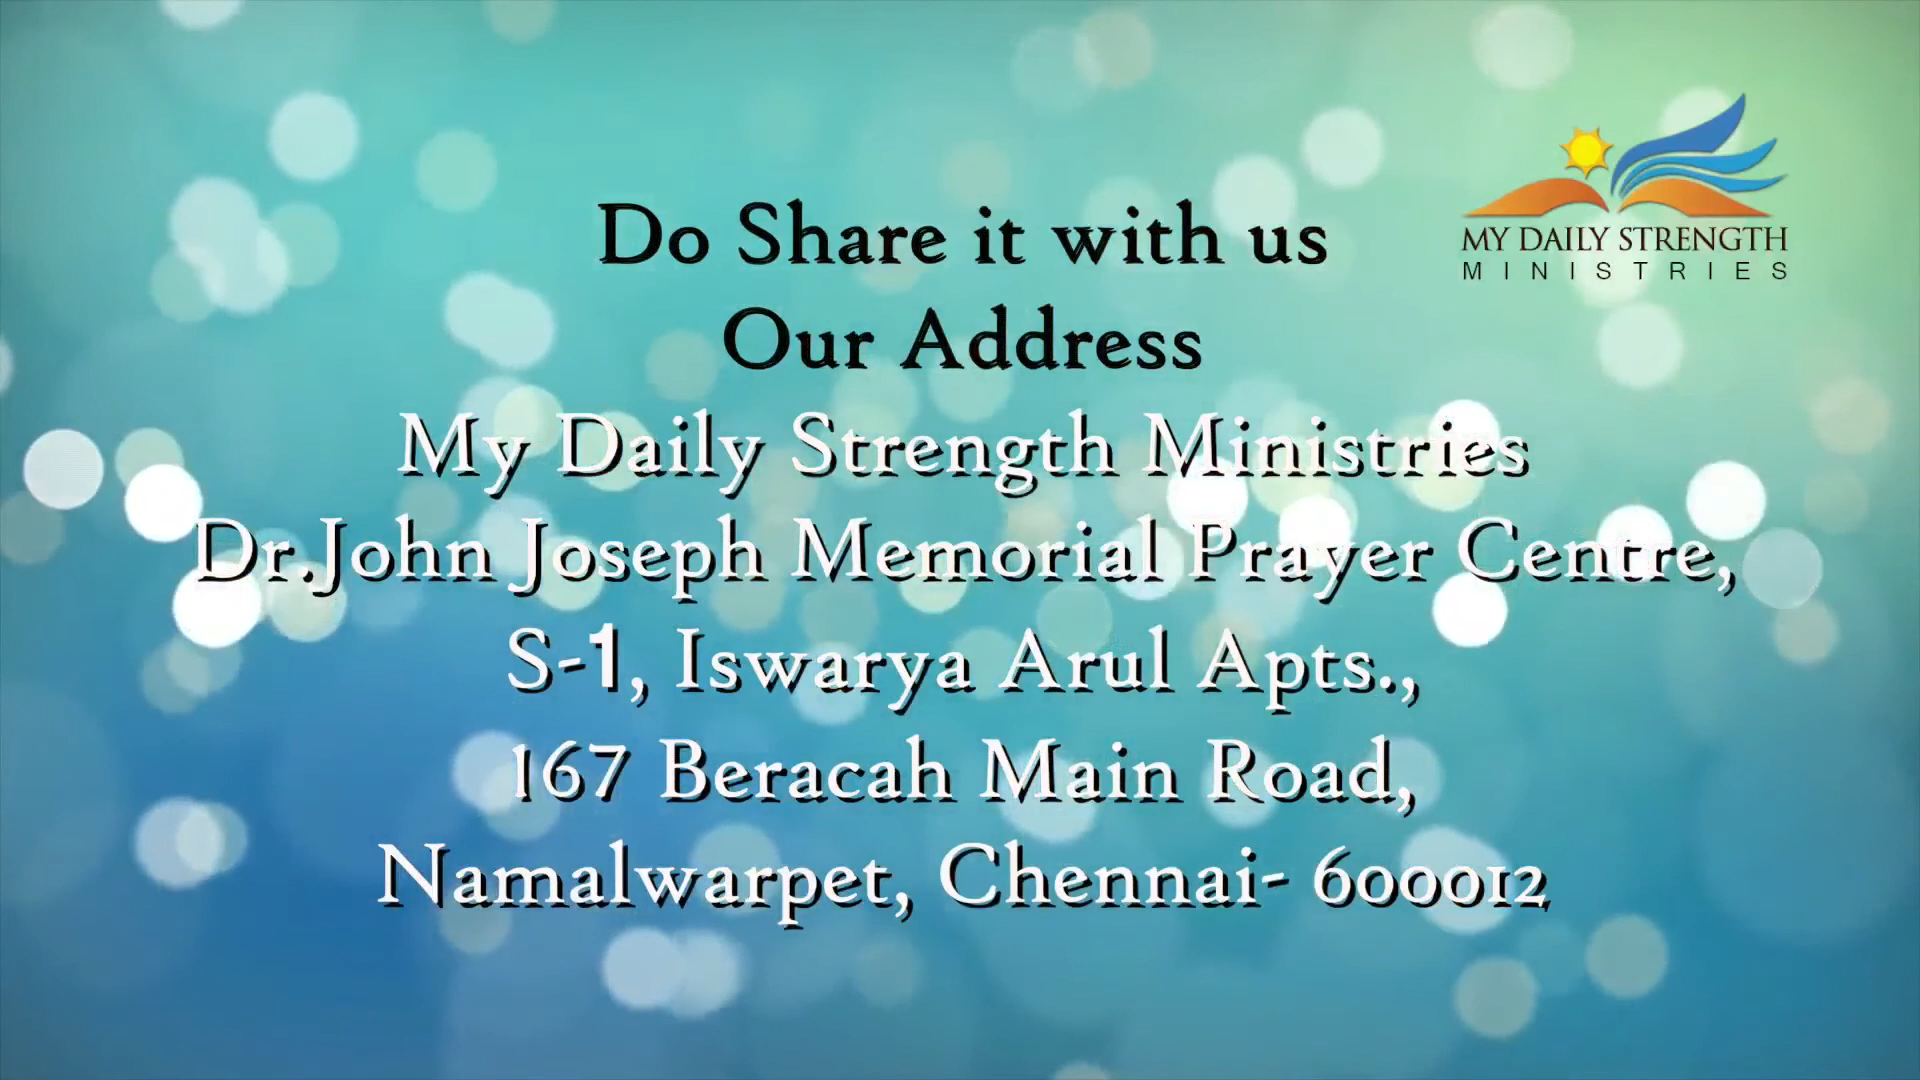 MY DAILY STRENGTH
MINISTRIES
Do Share it with us
Our Address
My Daily Strength Ministries
Dr.John Joseph Memorial Prayer Centre,
S-1, Iswarya Arul Apts.,
167 Beracah Main Road,
Namalwarpet, Chennai- 600012